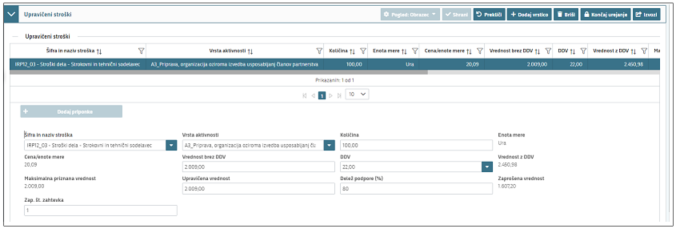 Upravičeni stroški
Pogled: Obrazec
Shrani
Prekliči
+ Dodaj vrstico
Briši
Končaj urejanje
Izvozi
Upravičeni stroški
Šifra in naziv stroška
Vrsta aktivnosti
Količina
Enota mere
Cena/enoto mere
Vrednost brez DDV
DDV
Vrednost z DDV
Ma
IRP12_03 - Stroški dela - Strokovni in tehnični sodelavec
A3_Priprava, organizacija oziroma izvedba usposabljanj članov partnerstva
100,00
Ura
20,09
2.009,00
22,00
2.460,98
Prikazanih: 1 od 1
1
10
+ Dodaj priponko
Šifra in naziv stroška
Vrsta aktivnosti
Količina
Enota mere
IRP12_03 - Stroški dela - Strokovni in tehnični sodelavec
A3_Priprava, organizacija oziroma izvedba usposabljanj čla
100,00
Ura
Cena/enoto mere
Vrednost brez DDV
DDV
Vrednost z DDV
20,09
2.009,00
22,00
2.460,98
Maksimalna priznana vrednost
Upravičena vrednost
Delež podpore (%)
Zaprošena vrednost
2.009,00
2.009,00
80
1.607,20
Zap. št. zahtevka
1